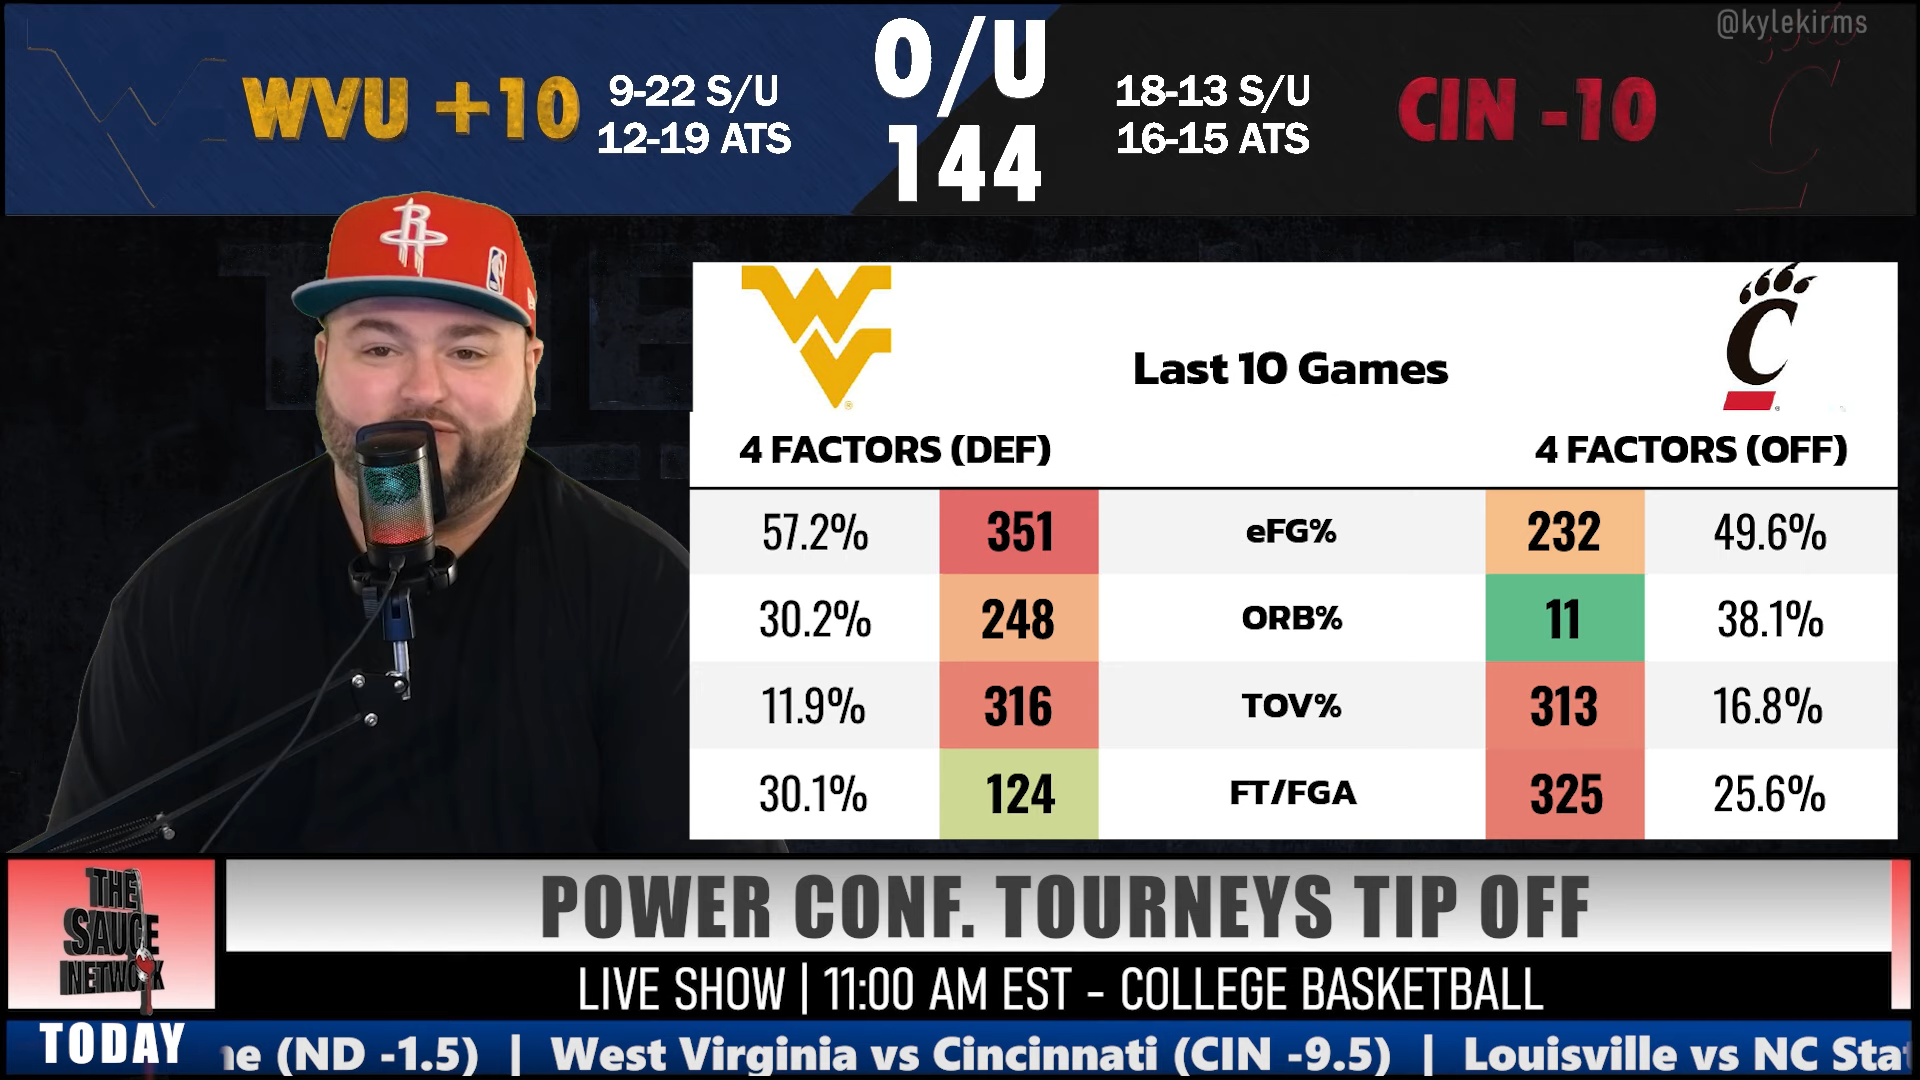 @kylekirms
WVU +10
9-22 S/U
12-19 ATS
O/U
144
18-13 S/U
16-15 ATS
CIN -10
Last 10 Games
4 FACTORS (DEF)
4 FACTORS (OFF)
57.2% 351 eFG% 232 49.6%
30.2% 248 ORB% 11 38.1%
11.9% 316 TOV% 313 16.8%
30.1% 124 FT/FGA 325 25.6%
THE
SAUCE
NETWORK
POWER CONF. TOURNEYS TIP OFF
LIVE SHOW | 11:00 AM EST - COLLEGE BASKETBALL
TODAY
(ND -1.5) | West Virginia vs Cincinnati (CIN -9.5) | Louisville vs NC Sta